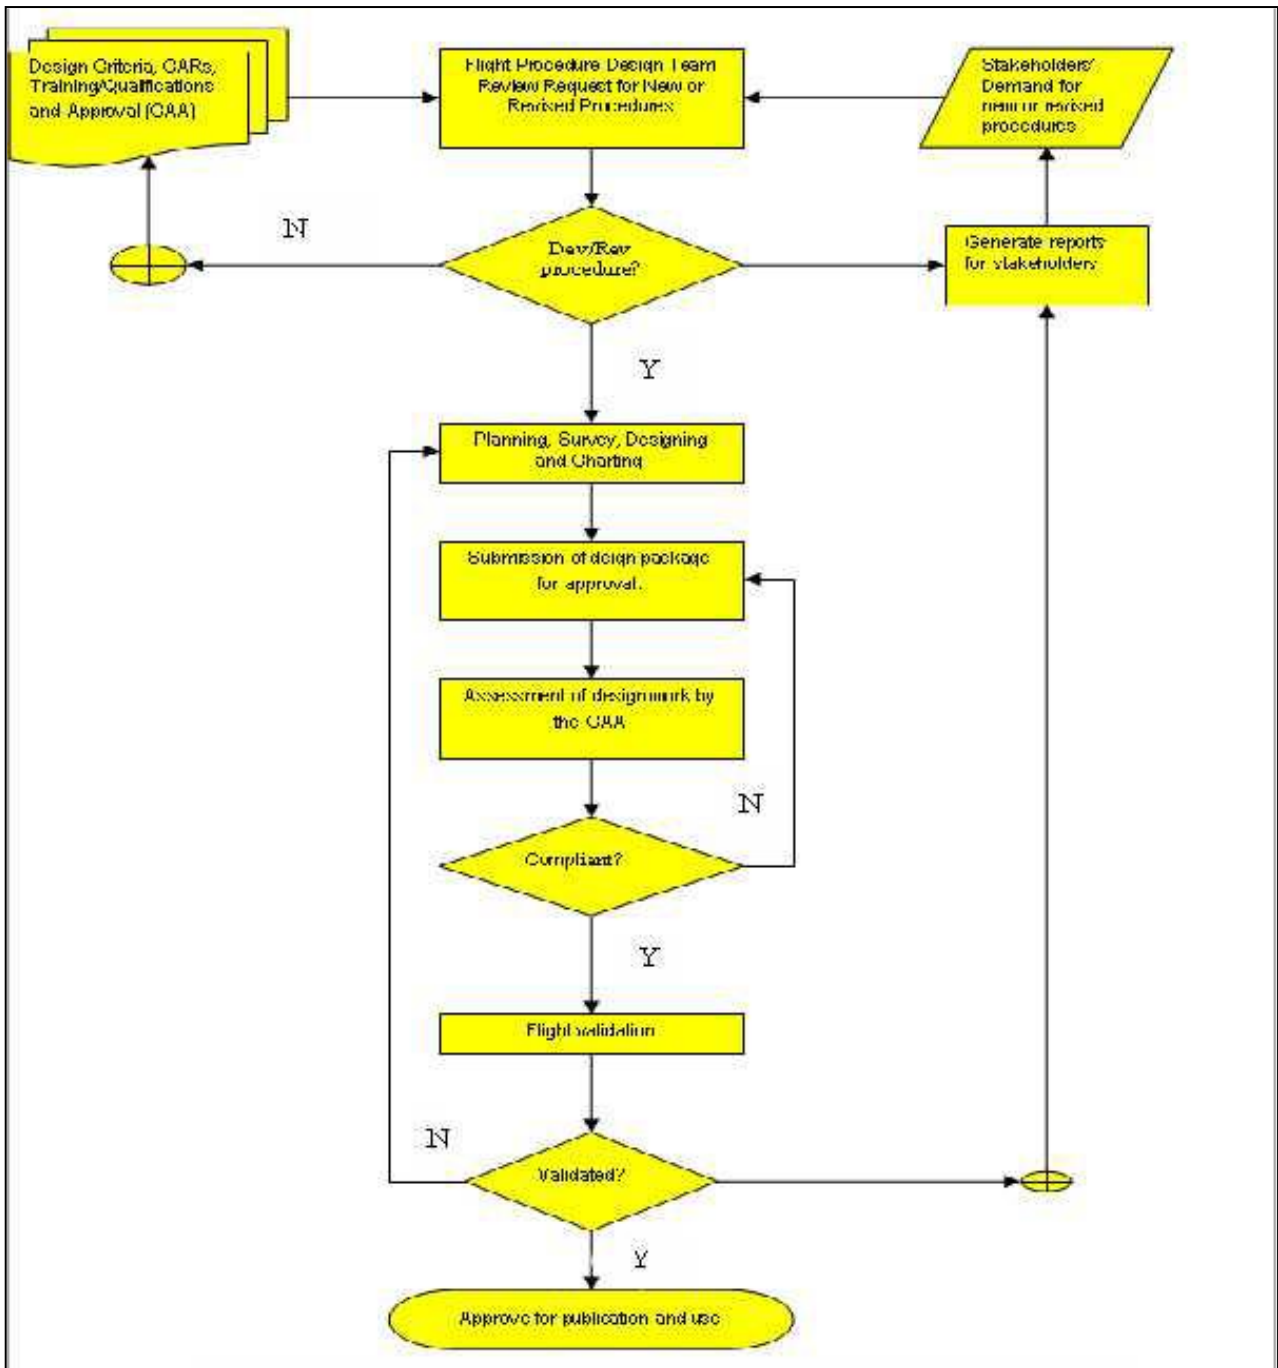 Design Criteria, CARs,
Training/Qualifications
and Approval (CAA)
Flight Procedure Design Team
Review Request for New or
Revised Procedures
Stakeholders'
Demand for
new or revised
procedures
N
Dev/Rev
procedure?
Generate reports
for stakeholders
Y
Planning, Survey, Designing
and Charting
Submission of deign package
for approval.
Assessment of design work by
the CAA
N
Compliant?
Y
Flight validation
N
Validated?
Y
Approve for publication and use